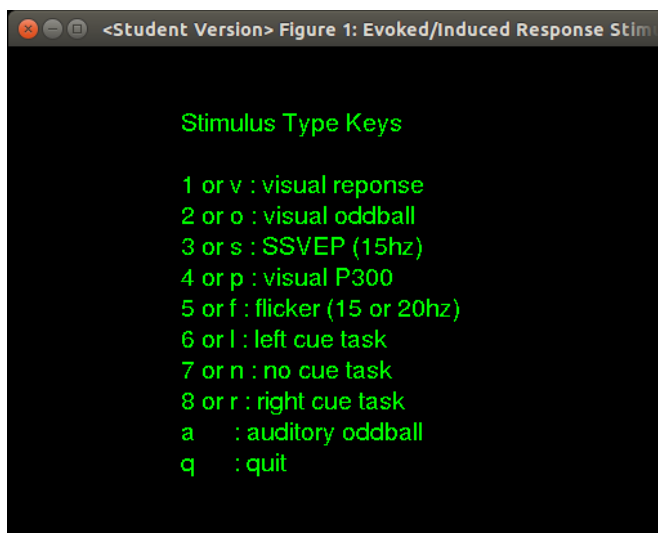 <Student Version> Figure 1: Evoked/Induced Response Stim
Stimulus Type Keys
1 or v : visual reponse
2 or o : visual oddball
3 or s : SSVEP (15hz)
4 or p : visual P300
5 or f : flicker (15 or 20hz)
6 or l : left cue task
7 or n : no cue task
8 or r : right cue task
a : auditory oddball
q : quit